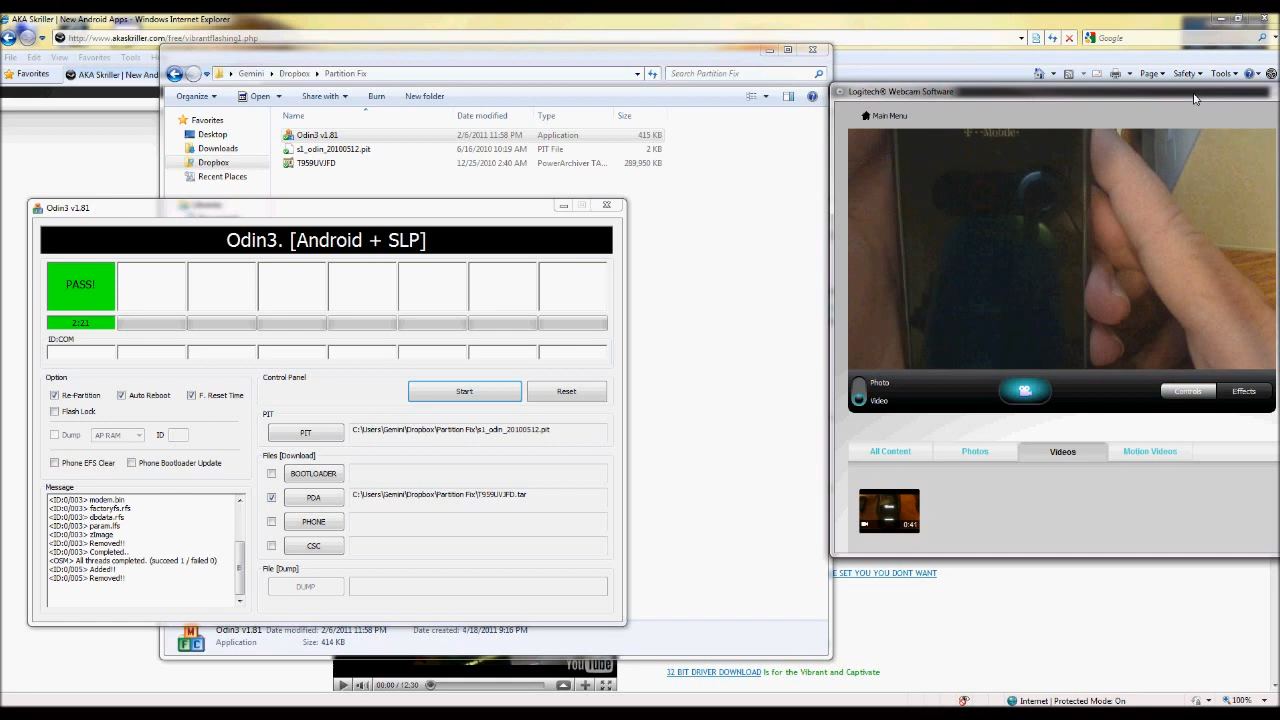 AKA Skriller | New Android Apps - Windows Internet Explorer
http://www.akaskriller.com/free/vibrantflashing1.php
Google
File Edit View Favorites Tools
Favorites
AKA Skriller | New And
Page Safety Tools
Gemini Dropbox Partition Fix
Search Partition Fix
Organize Open Share with Burn New folder
Favorites
Desktop
Downloads
Dropbox
Recent Places
Name Date modified Type Size
Odin3 v1.81 2/6/2011 11:58 PM Application 415 KB
s1_odin_20100512.pit 6/16/2010 10:19 AM PIT File 2 KB
T959UVJFD 12/25/2010 2:40 AM PowerArchiver TA... 289,950 KB
Odin3 v1.81
Odin3. [Android + SLP]
PASS!
2:21
ID:COM
Option
Re-Partition Auto Reboot F. Reset Time
Flash Lock
Dump AP RAM ID
Phone EFS Clear Phone Bootloader Update
Message
<ID:0/003> modem.bin
<ID:0/003> factoryfs.rfs
<ID:0/003> dbdata.rfs
<ID:0/003> param.lfs
<ID:0/003> zImage
<ID:0/003> Removed!!
<ID:0/003> Completed..
<OSM> All threads completed. (succeed 1 / failed 0)
<ID:0/005> Added!!
<ID:0/005> Removed!!
Control Panel
Start Reset
PIT
PIT C:\Users\Gemini\Dropbox\Partition Fix\s1_odin_20100512.pit
Files [Download]
BOOTLOADER
PDA C:\Users\Gemini\Dropbox\Partition Fix\T959UVJFD.tar
PHONE
CSC
File [Dump]
DUMP
Odin3 v1.81 Date modified: 2/6/2011 11:58 PM Date created: 4/18/2011 9:16 PM
Application Size: 414 KB
Logitech® Webcam Software
Main Menu
T-Mobile
Photo
Video
Controls Effects
All Content Photos Videos Motion Videos
0:41
E SET YOU YOU DONT WANT
32 BIT DRIVER DOWNLOAD Is for the Vibrant and Captivate
YouTube
00:00 / 12:30
Internet | Protected Mode: On
100%